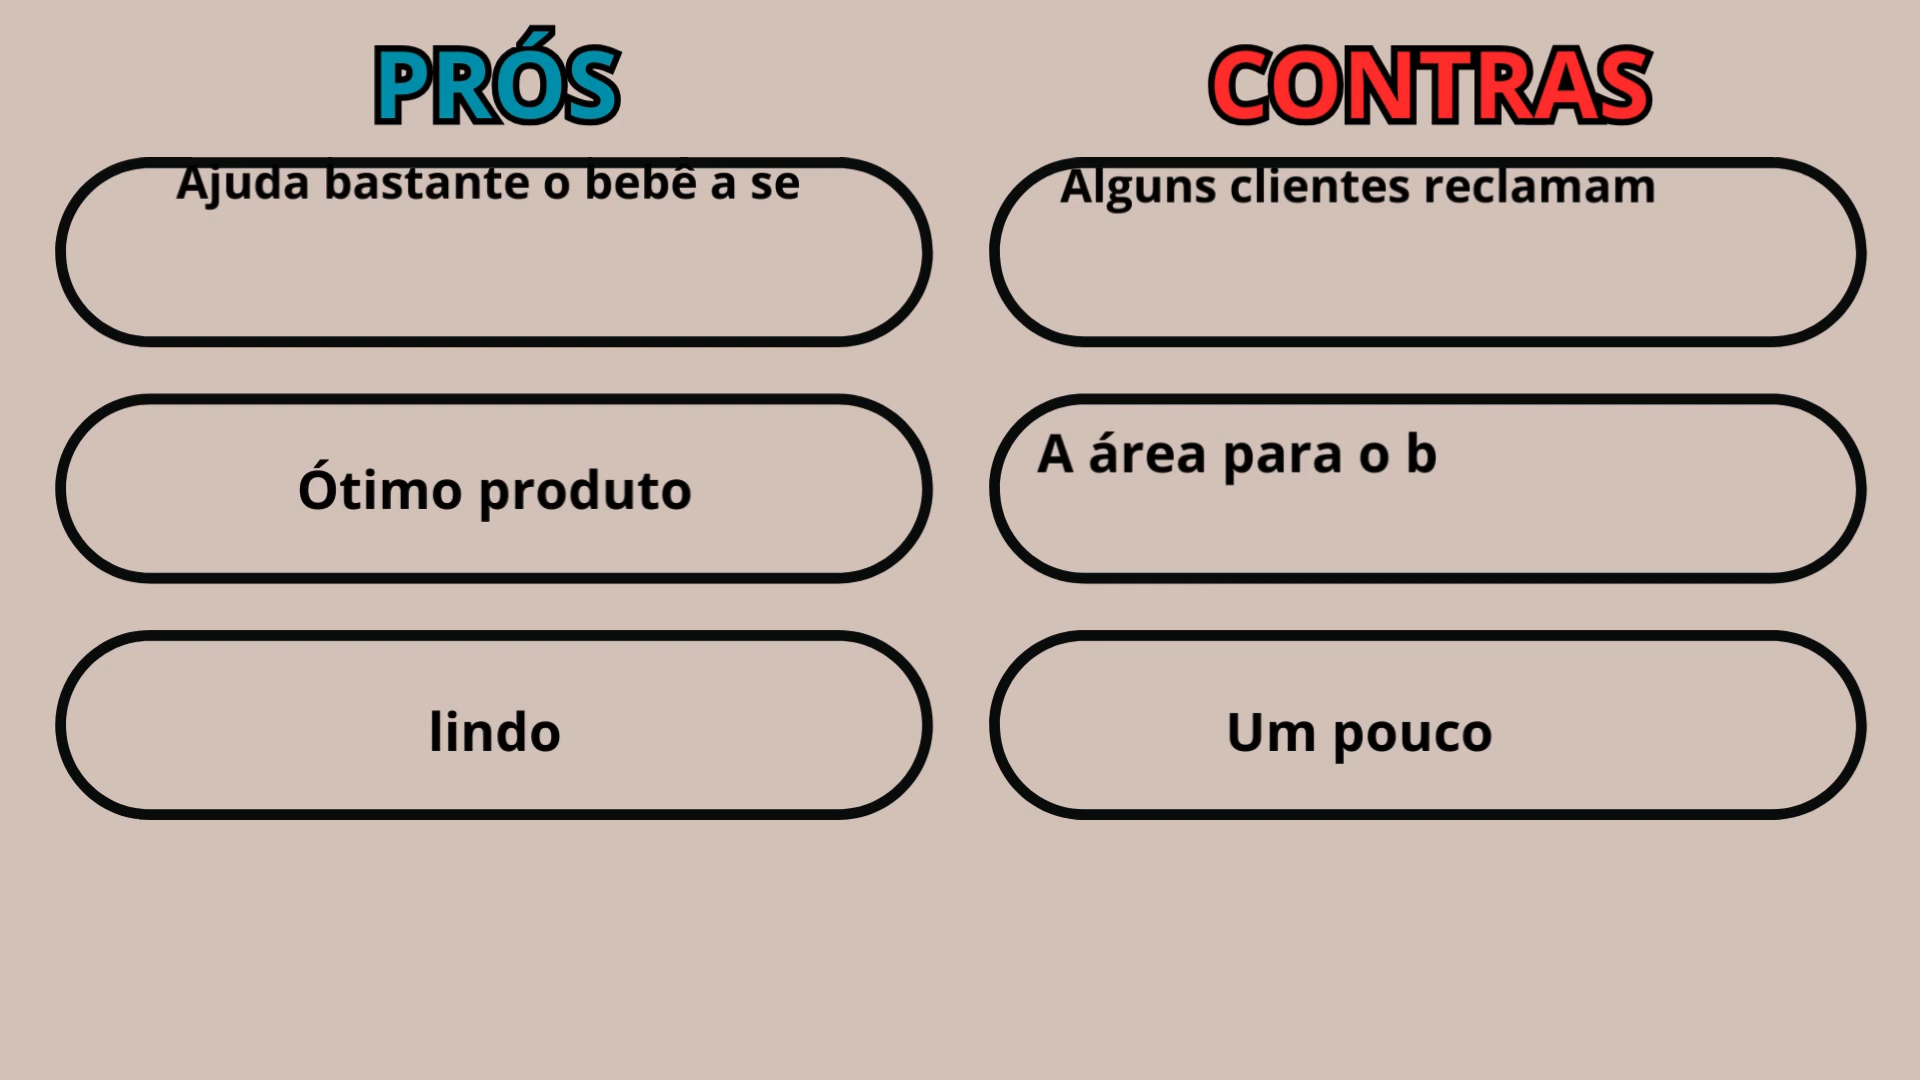 PRÓS
Ajuda bastante o bebê a se
Ótimo produto
lindo
CONTRAS
Alguns clientes reclamam
A área para o b
Um pouco